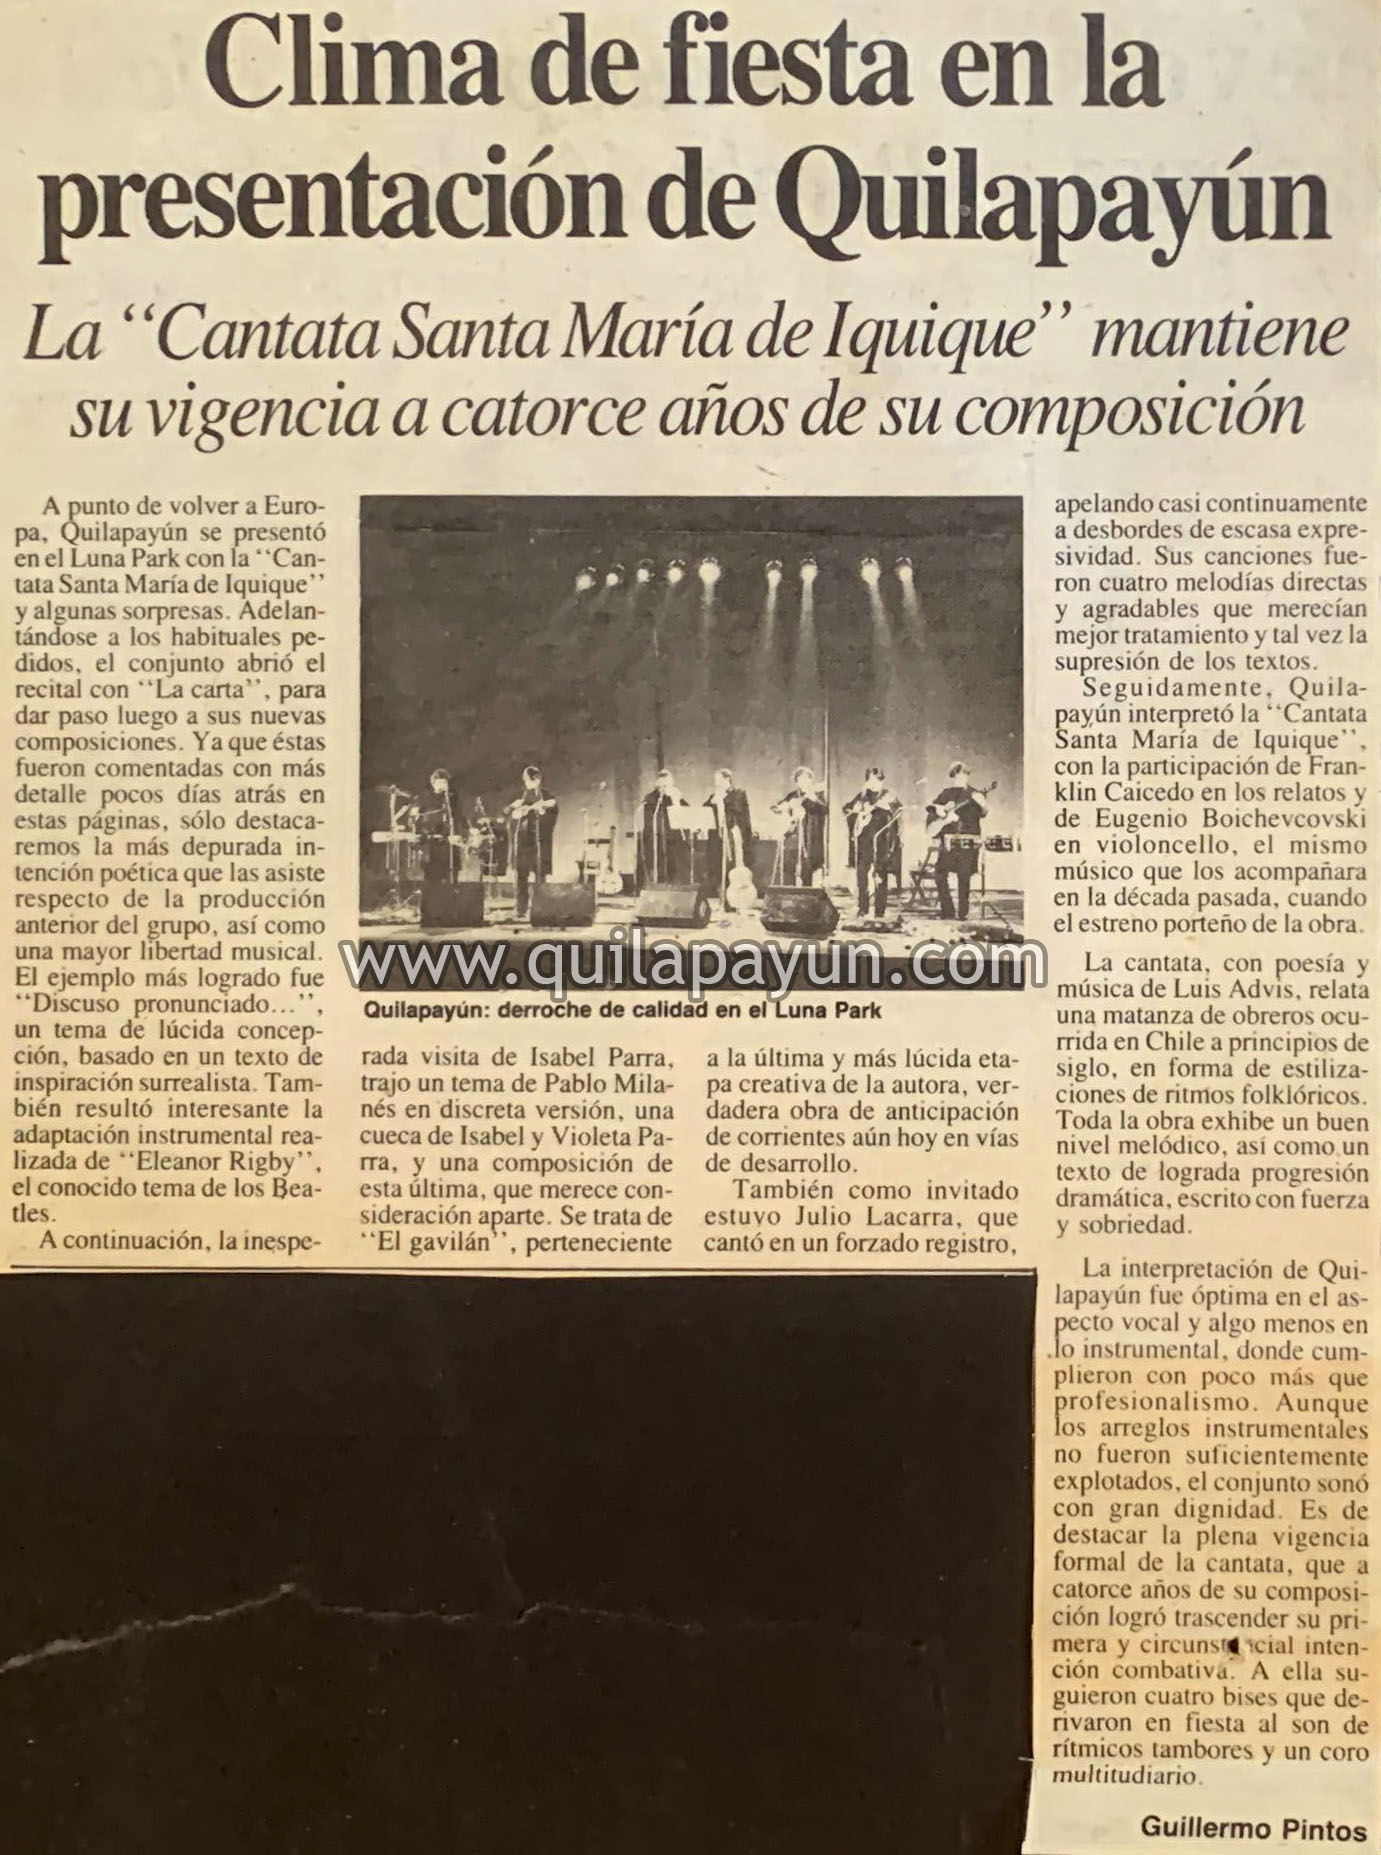 Clima de fiesta en la
presentación de Quilapayún
La “Cantata Santa María de Iquique” mantiene
su vigencia a catorce años de su composición
A punto de volver a Euro-
pa, Quilapayún se presentó
en el Luna Park con la “Can-
tata Santa María de Iquique”
y algunas sorpresas. Adelan-
tándose a los habituales pe-
didos, el conjunto abrió el
recital con “La carta”, para
dar paso luego a sus nuevas
composiciones. Ya que éstas
fueron comentadas con más
detalle pocos días atrás en
estas páginas, sólo destaca-
remos la más depurada in-
tención poética que las asiste
respecto de la producción
anterior del grupo, así como
una mayor libertad musical.
El ejemplo más logrado fue
“Discuso pronunciado...”,
un tema de lúcida concep-
ción, basado en un texto de
inspiración surrealista. Tam-
bién resultó interesante la
adaptación instrumental rea-
lizada de “Eleanor Rigby”,
el conocido tema de los Bea-
tles.
A continuación, la inespe-
www.quilapayun.com
Quilapayún: derroche de calidad en el Luna Park
rada visita de Isabel Parra,
trajo un tema de Pablo Mila-
nés en discreta versión, una
cueca de Isabel y Violeta Pa-
rra, y una composición de
esta última, que merece con-
sideración aparte. Se trata de
“El gavilán”, perteneciente
a la última y más lúcida eta-
pa creativa de la autora, ver-
dadera obra de anticipación
de corrientes aún hoy en vías
de desarrollo.
También como invitado
estuvo Julio Lacarra, que
cantó en un forzado registro,
apelando casi continuamente
a desbordes de escasa expre-
sividad. Sus canciones fue-
ron cuatro melodías directas
y agradables que merecían
mejor tratamiento y tal vez la
supresión de los textos.
Seguidamente, Quila-
payún interpretó la “Cantata
Santa María de Iquique”,
con la participación de Fran-
klin Caicedo en los relatos y
de Eugenio Boichevcovski
en violoncello, el mismo
músico que los acompañara
en la década pasada, cuando
el estreno porteño de la obra.
La cantata, con poesía y
música de Luis Advis, relata
una matanza de obreros ocu-
rrida en Chile a principios de
siglo, en forma de estiliza-
ciones de ritmos folklóricos.
Toda la obra exhibe un buen
nivel melódico, así como un
texto de lograda progresión
dramática, escrito con fuerza
y sobriedad.
La interpretación de Qui-
lapayún fue óptima en el as-
pecto vocal y algo menos en
lo instrumental, donde cum-
plieron con poco más que
profesionalismo. Aunque
los arreglos instrumentales
no fueron suficientemente
explotados, el conjunto sonó
con gran dignidad. Es de
destacar la plena vigencia
formal de la cantata, que a
catorce años de su composi-
ción logró trascender su pri-
mera y circunstancial inten-
ción combativa. A ella su-
guieron cuatro bises que de-
rivaron en fiesta al son de
rítmicos tambores y un coro
multitudiario.
Guillermo Pintos